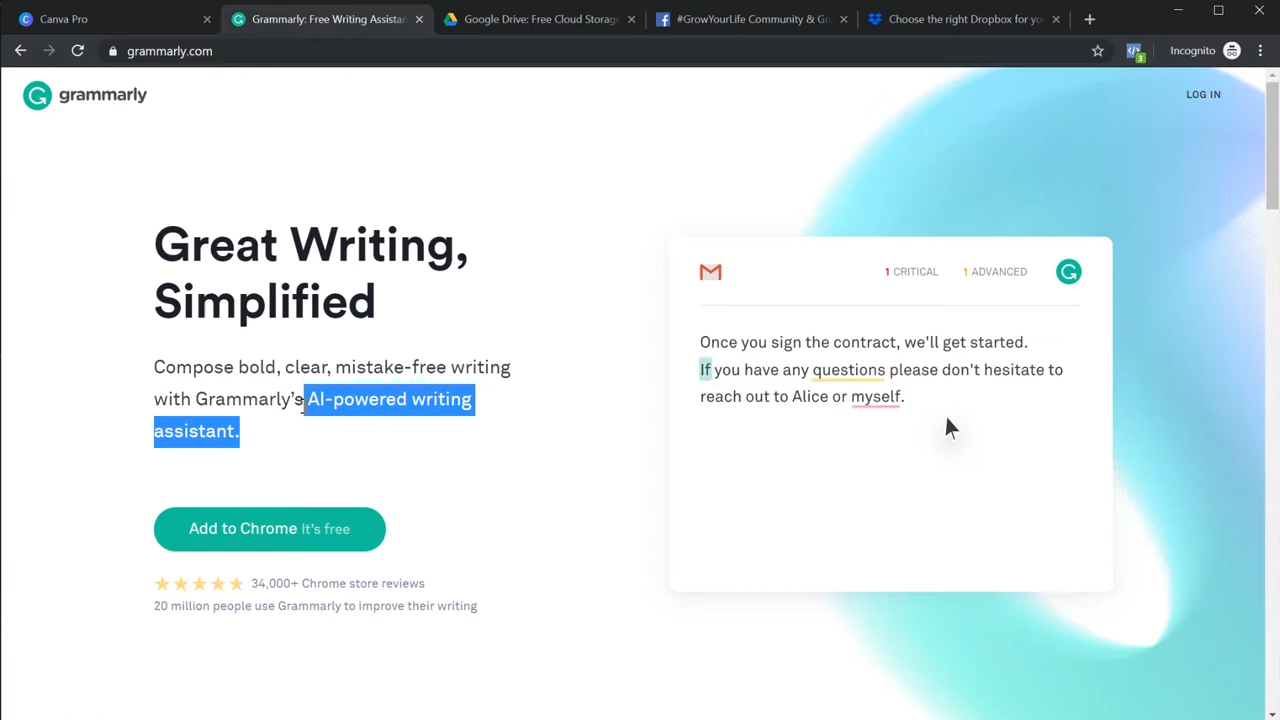 Canva Pro
Grammarly: Free Writing Assistan
Google Drive: Free Cloud Storag
#GrowYourLife Community & Gr
Choose the right Dropbox for yo
grammarly.com
3
Incognito
grammarly
LOG IN
Great Writing,
Simplified
Compose bold, clear, mistake-free writing
with Grammarly's AI-powered writing
assistant.
Add to Chrome It's free
34,000+ Chrome store reviews
20 million people use Grammarly to improve their writing
1 CRITICAL
1 ADVANCED
Once you sign the contract, we'll get started.
If you have any questions please don't hesitate to
reach out to Alice or myself.